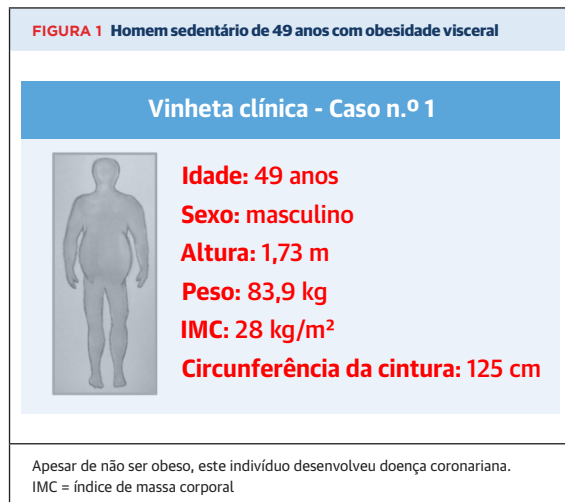 FIGURA 1 Homem sedentário de 49 anos com obesidade visceral
Vinheta clínica - Caso n.º 1
Idade: 49 anos
Sexo: masculino
Altura: 1,73 m
Peso: 83,9 kg
IMC: 28 kg/m²
Circunferência da cintura: 125 cm
Apesar de não ser obeso, este indivíduo desenvolveu doença coronariana.
IMC = índice de massa corporal